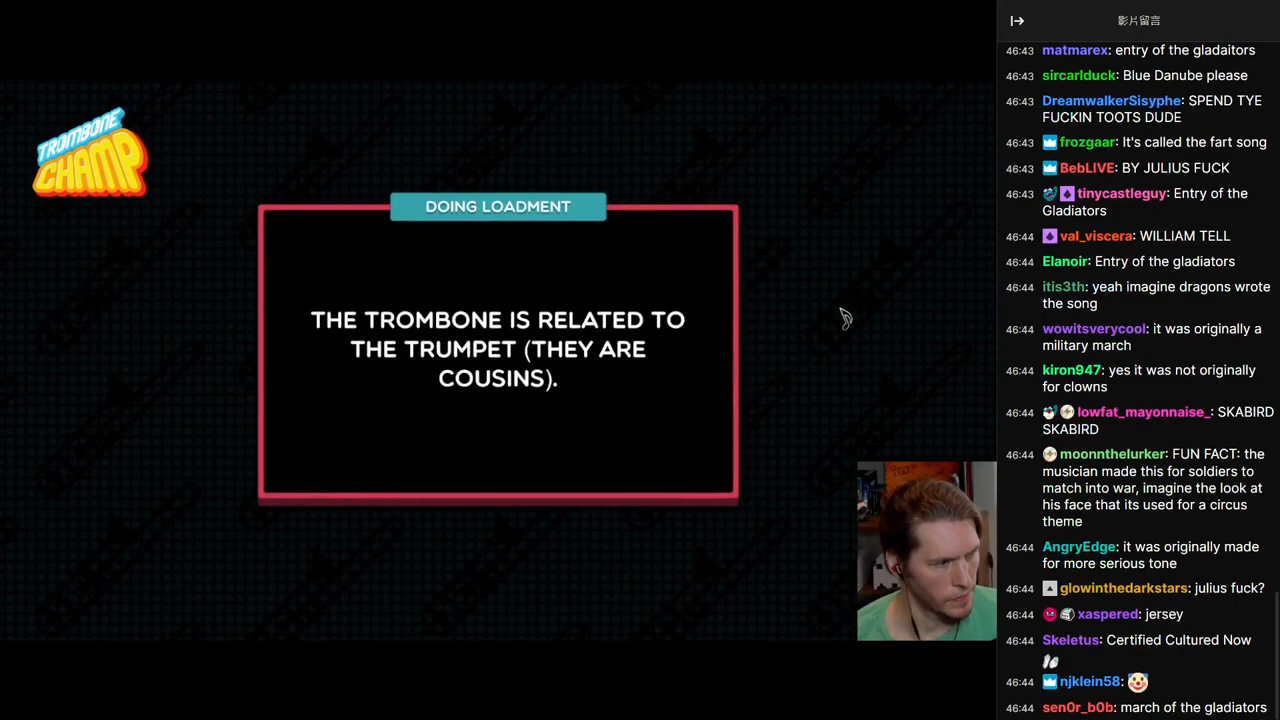 TROMBONE
CHAMP
DOING LOADMENT
THE TROMBONE IS RELATED TO
THE TRUMPET (THEY ARE
COUSINS).
影片留言
46:43 matmarex: entry of the gladaitors
46:43 sircarlduck: Blue Danube please
46:43 DreamwalkerSisyphe: SPEND TYE
FUCKIN TOOTS DUDE
46:43 frozgaar: It's called the fart song
46:43 BebLIVE: BY JULIUS FUCK
46:43 tinycastleguy: Entry of the
Gladiators
46:44 val_viscera: WILLIAM TELL
46:44 Elanoir: Entry of the gladiators
46:44 itis3th: yeah imagine dragons wrote
the song
46:44 wowitsverycool: it was originally a
military march
46:44 kiron947: yes it was not originally
for clowns
46:44 lowfat_mayonnaise_: SKABIRD
SKABIRD
46:44 moonnthelurker: FUN FACT: the
musician made this for soldiers to
match into war, imagine the look at
his face that its used for a circus
theme
46:44 AngryEdge: it was originally made
for more serious tone
46:44 glowinthedarkstars: julius fuck?
46:44 xaspered: jersey
46:44 Skeletus: Certified Cultured Now
46:44 njklein58:
46:44 sen0r_b0b: march of the gladiators